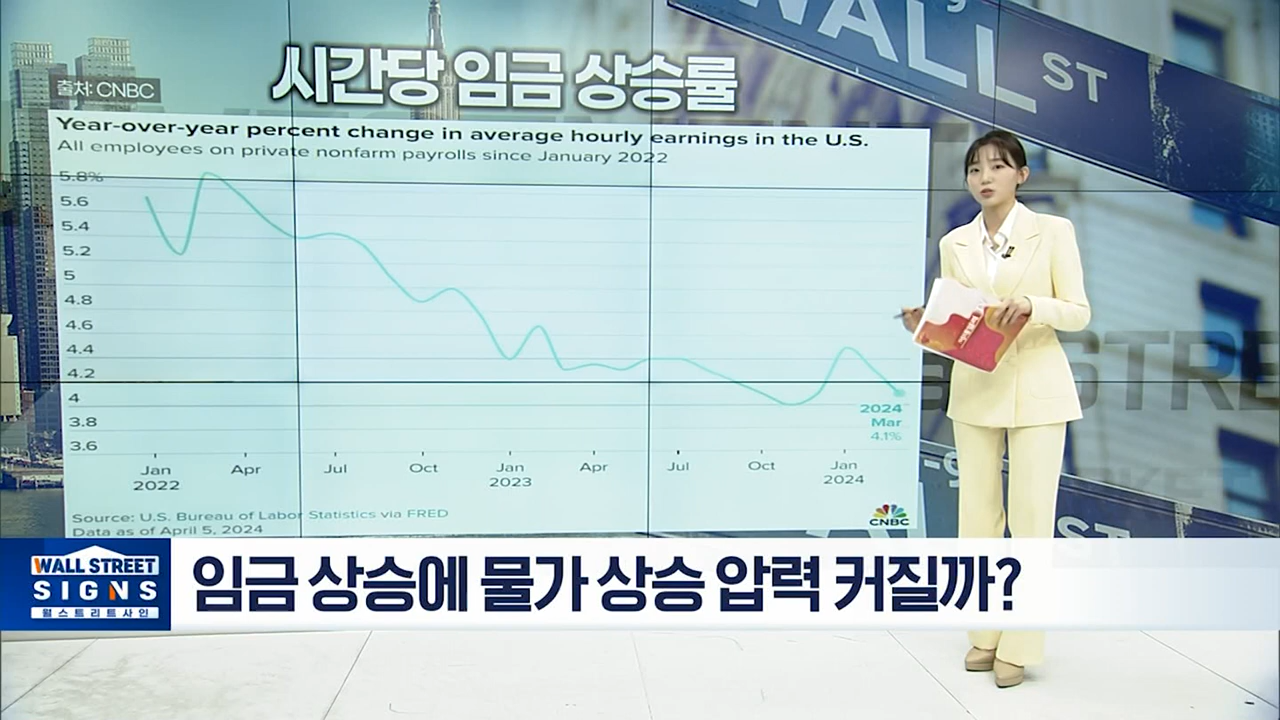 WALL ST
시간당 임금 상승률
출처: CNBC
Year-over-year percent change in average hourly earnings in the U.S.
All employees on private nonfarm payrolls since January 2022
5.8%
5.6
5.4
5.2
5
4.8
4.6
4.4
4.2
4
3.8
3.6
2024
Mar
4.1%
Jan Apr Jul Oct Jan Apr Jul Oct Jan
2022 2023 2024
Source: U.S. Bureau of Labor Statistics via FRED
Data as of April 5, 2024
CNBC
STRE
ST
WALL STREET
SIGNS
월스트리트사인
임금 상승에 물가 상승 압력 커질까?